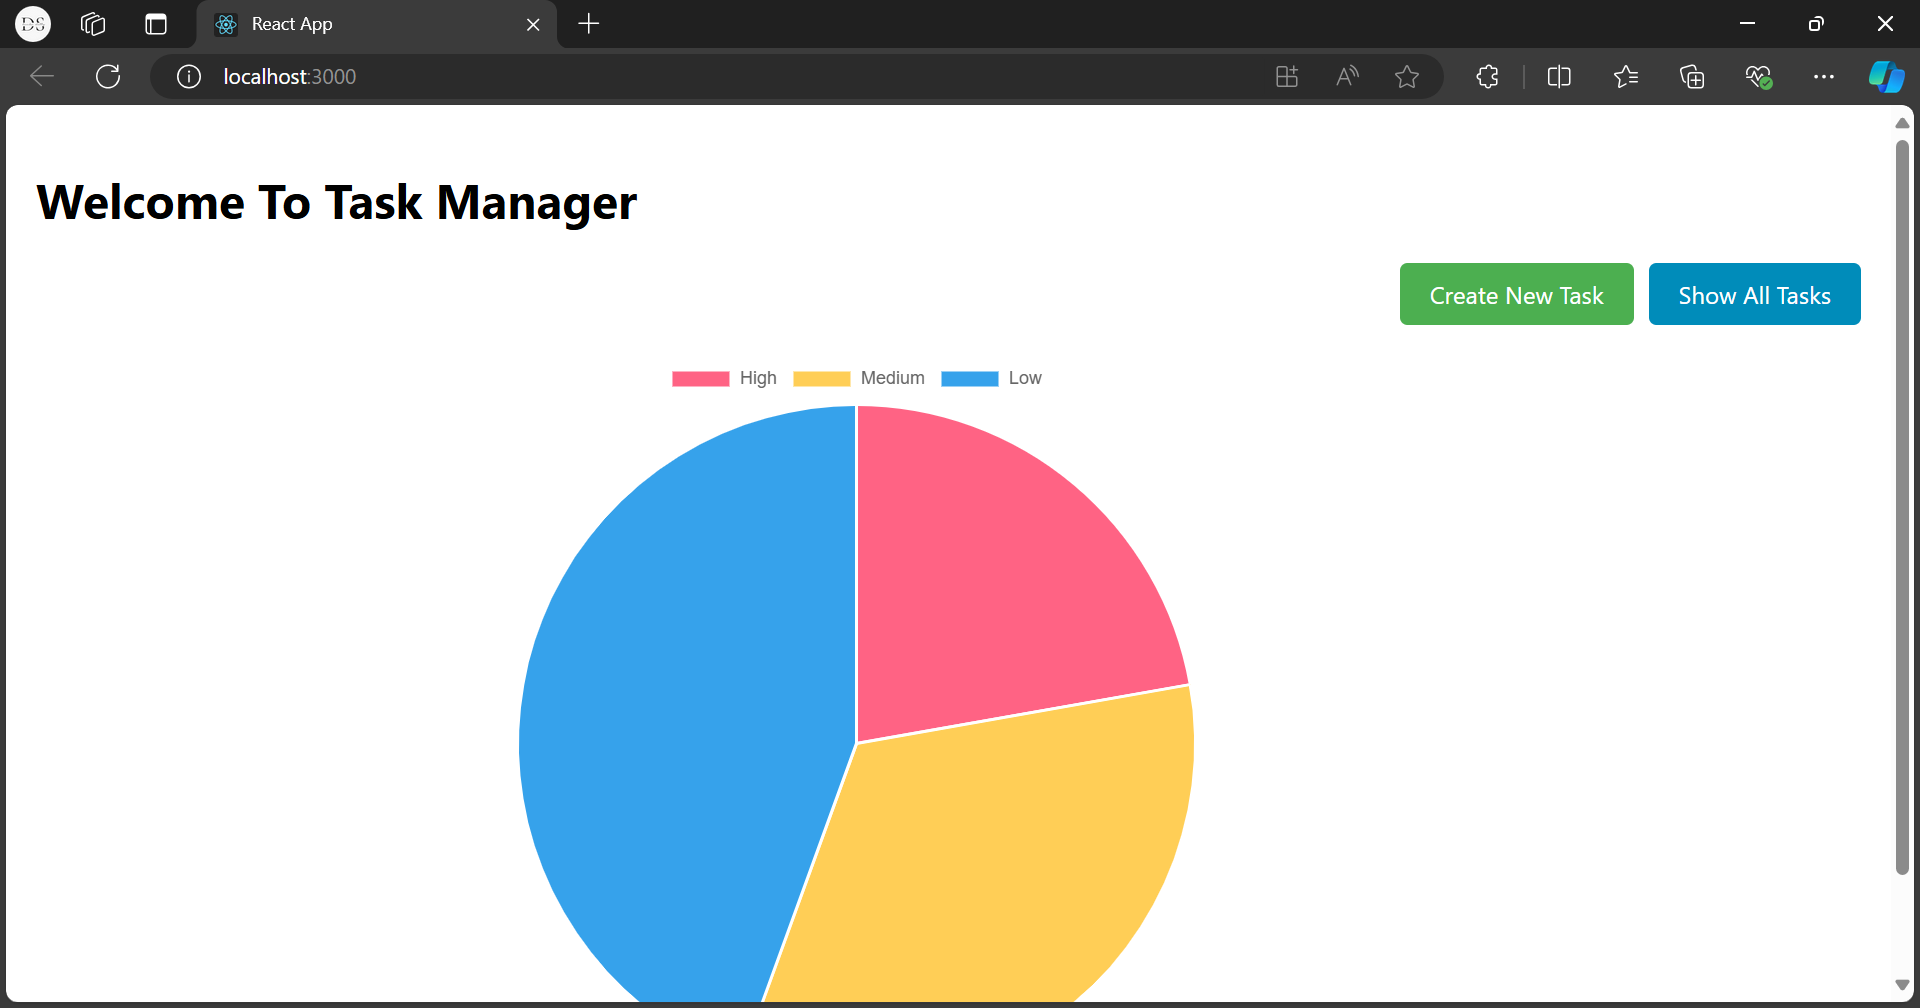 DS
React App
localhost:3000
Welcome To Task Manager
Create New Task
Show All Tasks
High Medium Low